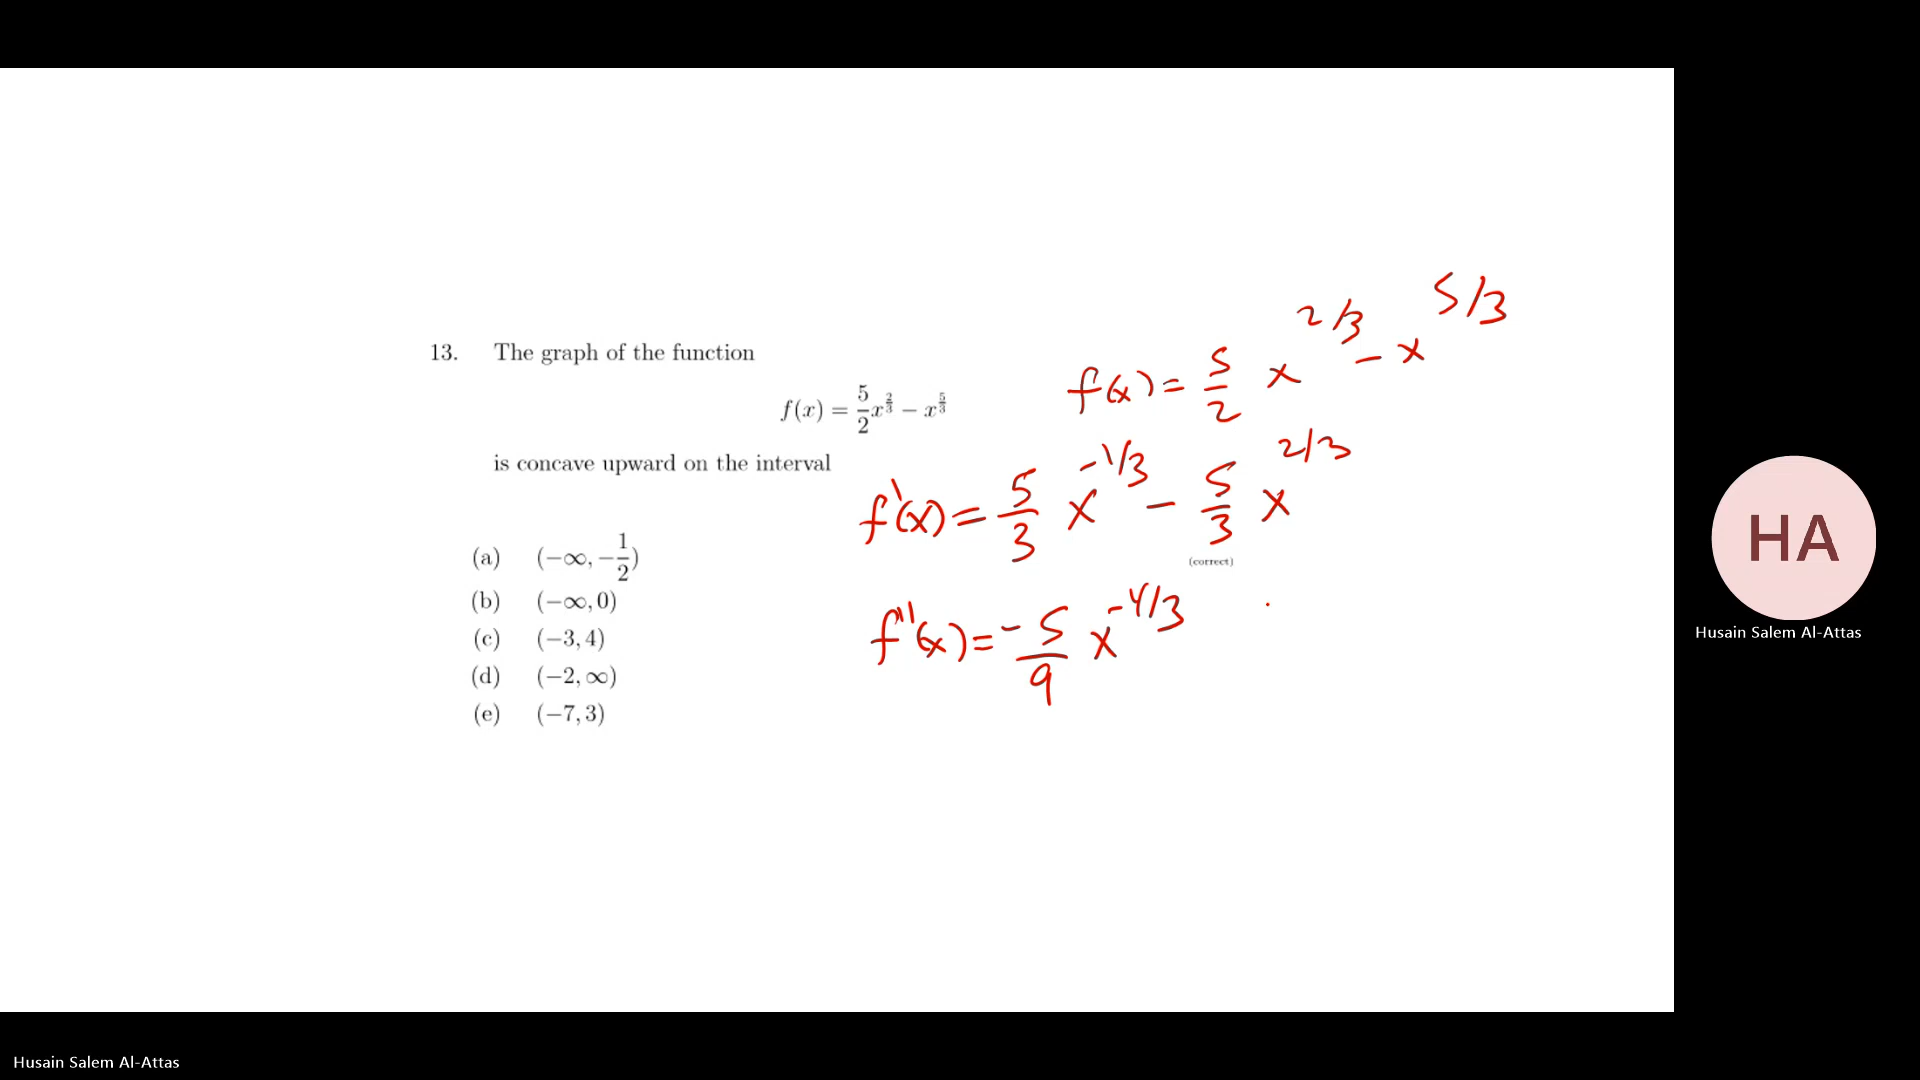 13. The graph of the function
f(x) = 5/2 x^{2/3} − x^{5/3}
is concave upward on the interval
(a) (−∞, −1/2)
(correct)
(b) (−∞, 0)
(c) (−3, 4)
(d) (−2, ∞)
(e) (−7, 3)
f(x) = 5/2 x^{2/3} − x^{5/3}
f'(x) = 5/3 x^{-1/3} − 5/3 x^{2/3}
f''(x) = -5/9 x^{-4/3}
HA
Husain Salem Al-Attas
Husain Salem Al-Attas